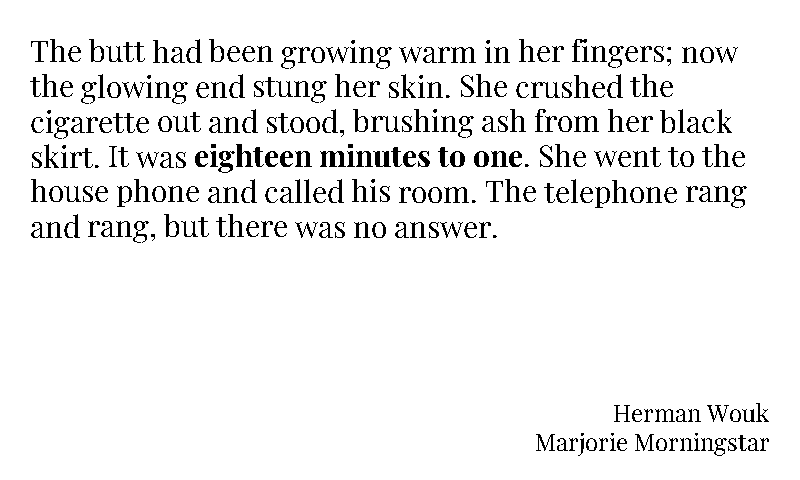 The butt had been growing warm in her fingers; now
the glowing end stung her skin. She crushed the
cigarette out and stood, brushing ash from her black
skirt. It was eighteen minutes to one. She went to the
house phone and called his room. The telephone rang
and rang, but there was no answer.
Herman Wouk
Marjorie Morningstar